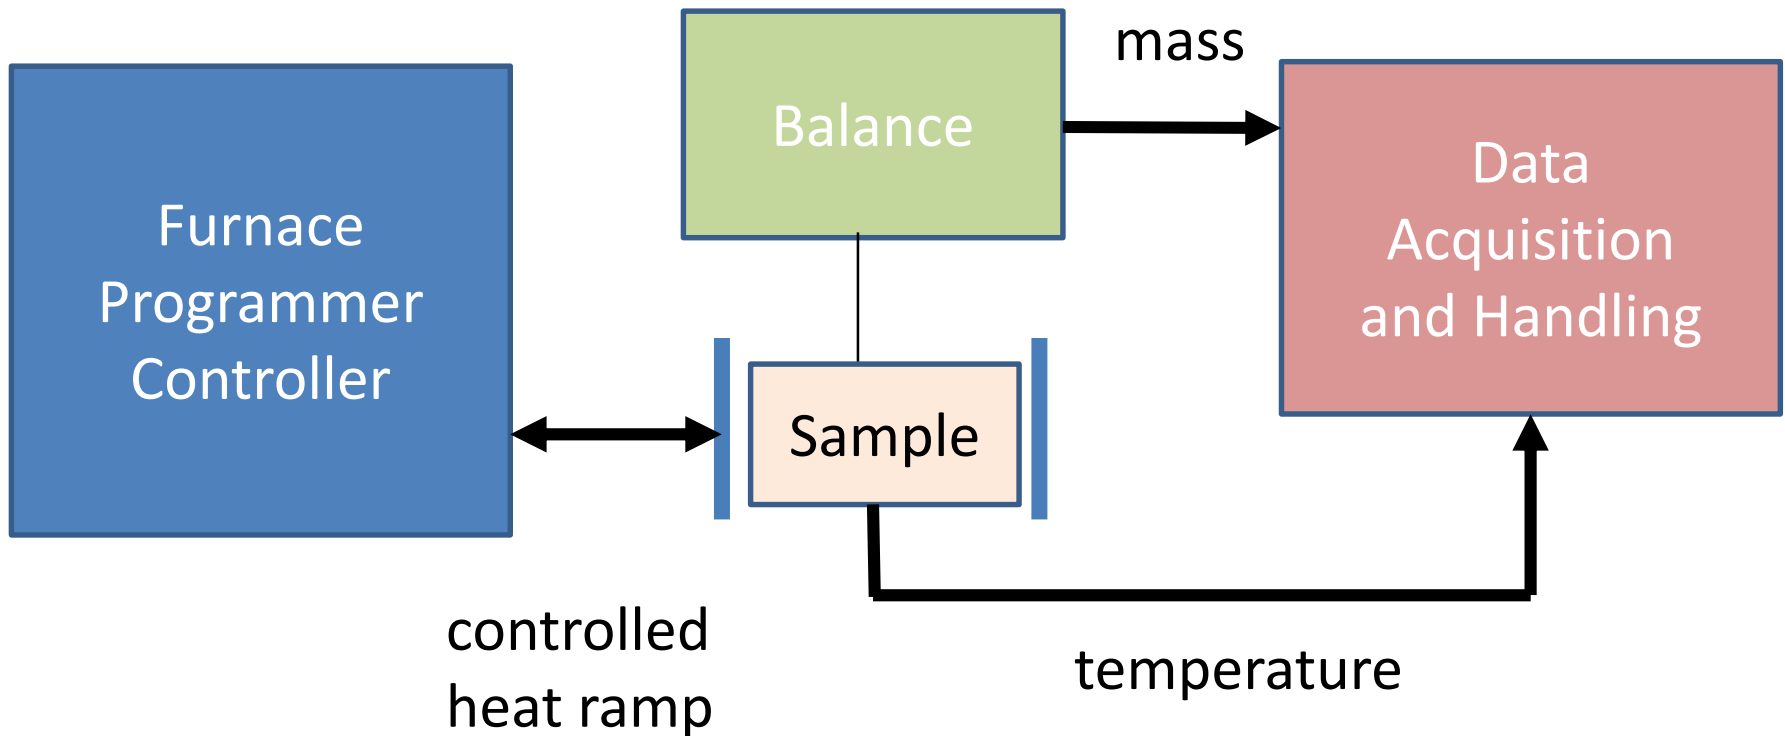 Furnace
Programmer
Controller
Balance
mass
Data
Acquisition
and Handling
Sample
controlled
heat ramp
temperature